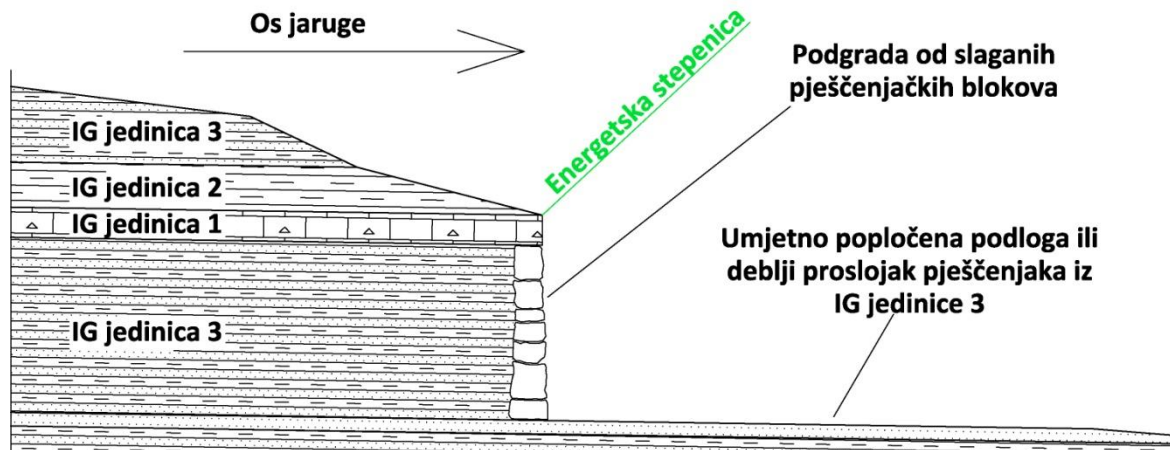 Os jaruge
Energetska stepenica
Podgrada od slaganih
pješčenjačkih blokova
IG jedinica 3
IG jedinica 2
IG jedinica 1
Umjetno popločena podloga ili
deblji proslojak pješčenjaka iz
IG jedinice 3
IG jedinica 3